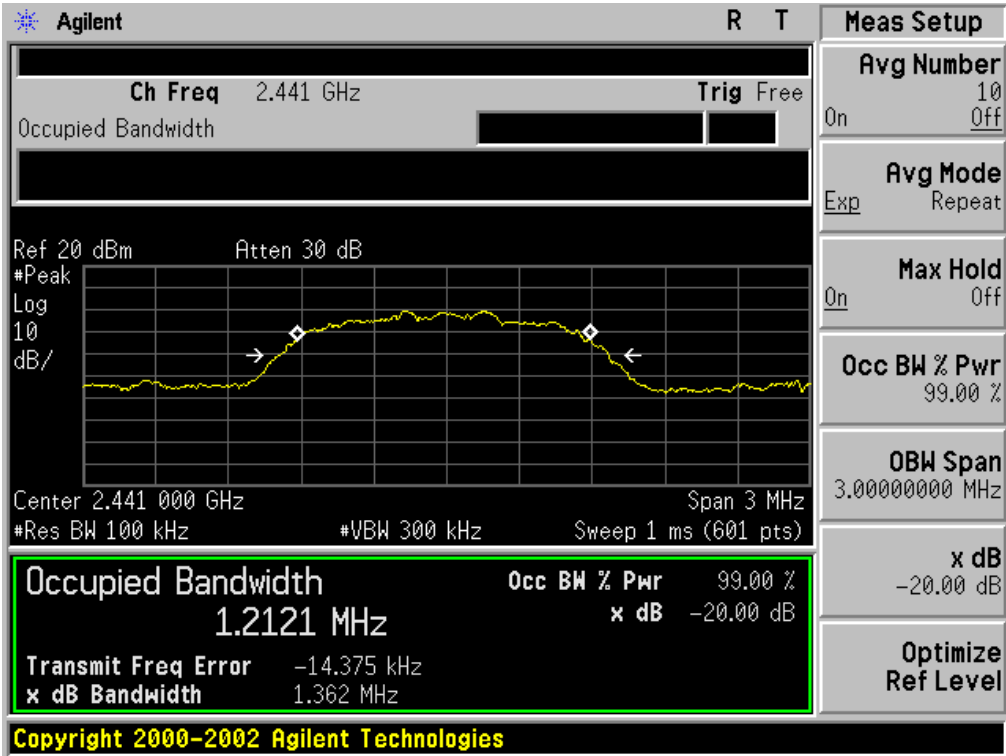 Agilent R T
Ch Freq 2.441 GHz Trig Free
Occupied Bandwidth
Ref 20 dBm Atten 30 dB
#Peak
Log
10
dB/
Center 2.441 000 GHz Span 3 MHz
#Res BW 100 kHz #VBW 300 kHz Sweep 1 ms (601 pts)
Occupied Bandwidth
1.2121 MHz
Occ BW % Pwr 99.00 %
x dB -20.00 dB
Transmit Freq Error -14.375 kHz
x dB Bandwidth 1.362 MHz
Copyright 2000-2002 Agilent Technologies
Meas Setup
Avg Number
10
On Off
Avg Mode
Exp Repeat
Max Hold
On Off
Occ BW % Pwr
99.00 %
OBW Span
3.00000000 MHz
x dB
-20.00 dB
Optimize
Ref Level